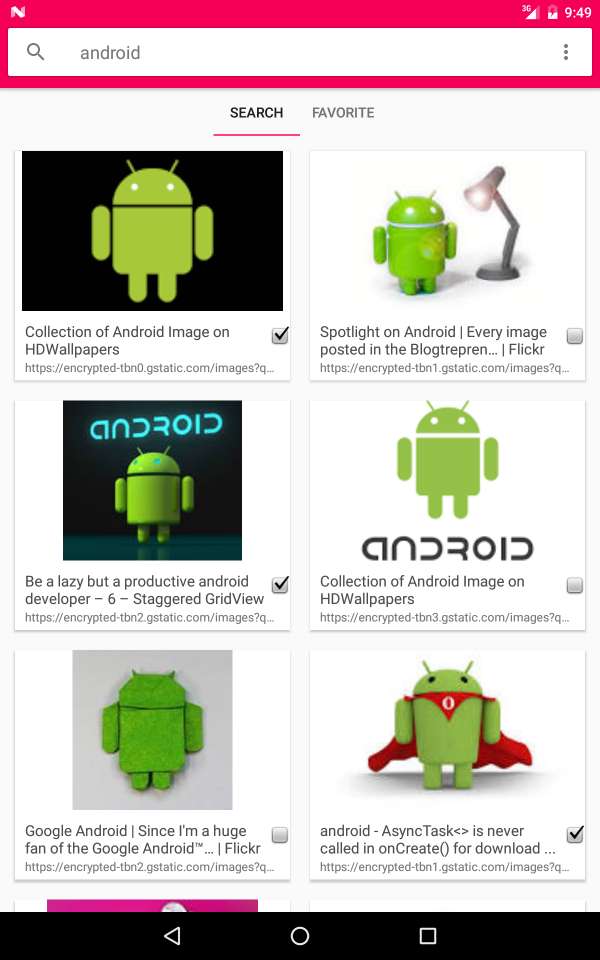 3G
9:49
android
SEARCH
FAVORITE
Collection of Android Image on
HDWallpapers
https://encrypted-tbn0.gstatic.com/images?q…
Spotlight on Android | Every image
posted in the Blogtrepren… | Flickr
https://encrypted-tbn1.gstatic.com/images?q…
ANDROID
Be a lazy but a productive android
developer – 6 – Staggered GridView
https://encrypted-tbn2.gstatic.com/images?q…
ANDROID
Collection of Android Image on
HDWallpapers
https://encrypted-tbn3.gstatic.com/images?q…
Google Android | Since I'm a huge
fan of the Google Android™… | Flickr
https://encrypted-tbn2.gstatic.com/images?q…
O
android - AsyncTask<> is never
called in onCreate() for download ...
https://encrypted-tbn1.gstatic.com/images?q…